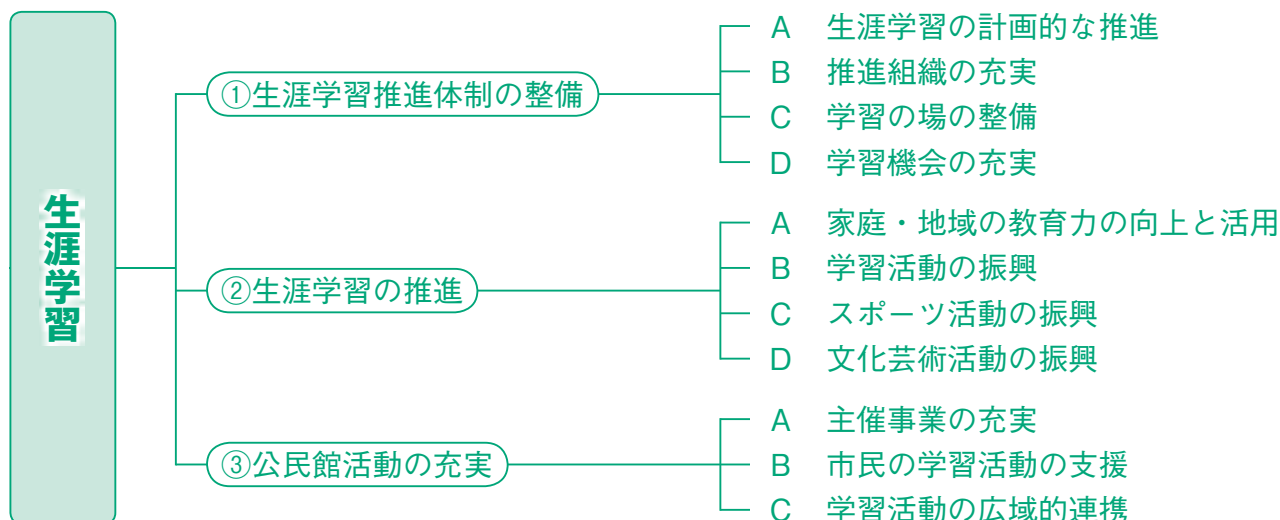 生涯学習
①生涯学習推進体制の整備
A 生涯学習の計画的な推進
B 推進組織の充実
C 学習の場の整備
D 学習機会の充実
②生涯学習の推進
A 家庭・地域の教育力の向上と活用
B 学習活動の振興
C スポーツ活動の振興
D 文化芸術活動の振興
③公民館活動の充実
A 主催事業の充実
B 市民の学習活動の支援
C 学習活動の広域的連携